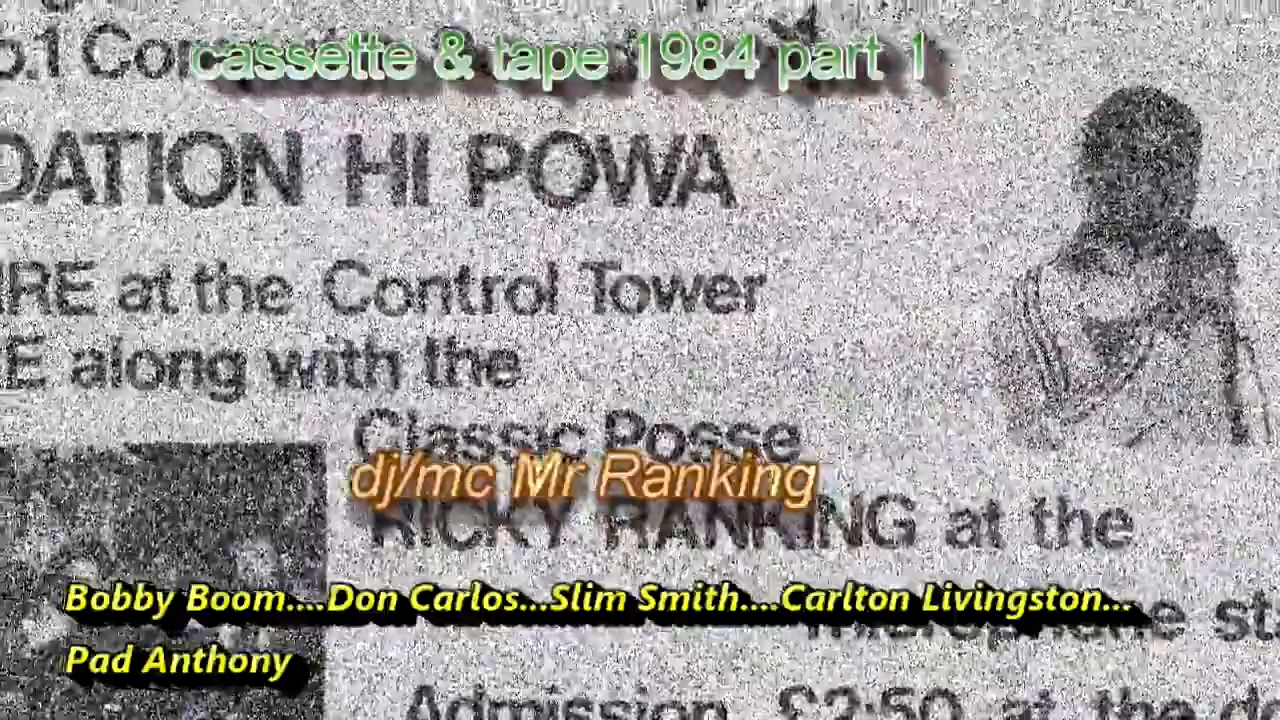 cassette & tape 1984 part 1
DATION HI POWA
RE at the Control Tower
E along with the
Classic Posse
dj/mc Mr Ranking
RICKY RANKING at the
Bobby Boom....Don Carlos...Slim Smith....Carlton Livingston...
Pad Anthony
Admission £2:50 at the d